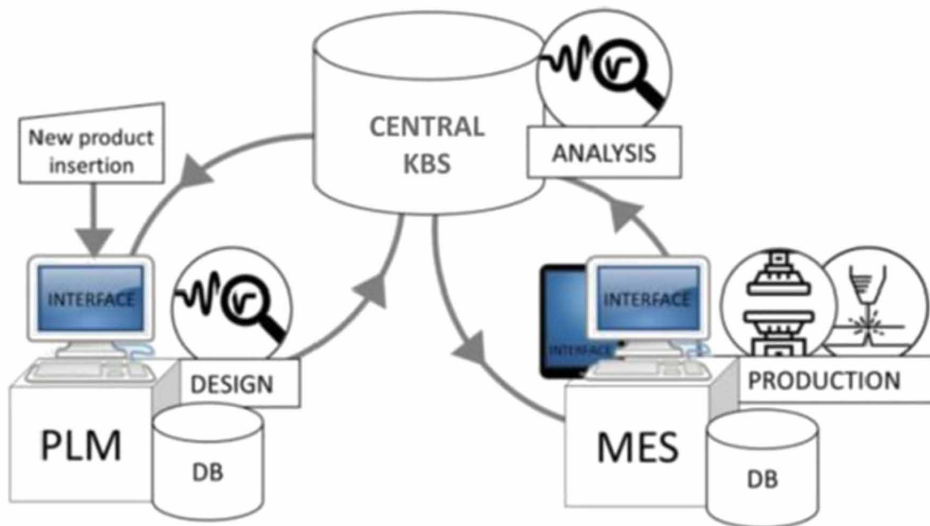 CENTRAL
KBS
ANALYSIS
New product
insertion
INTERFACE
DESIGN
PLM
DB
INTERFACE
INTERFACE
PRODUCTION
MES
DB